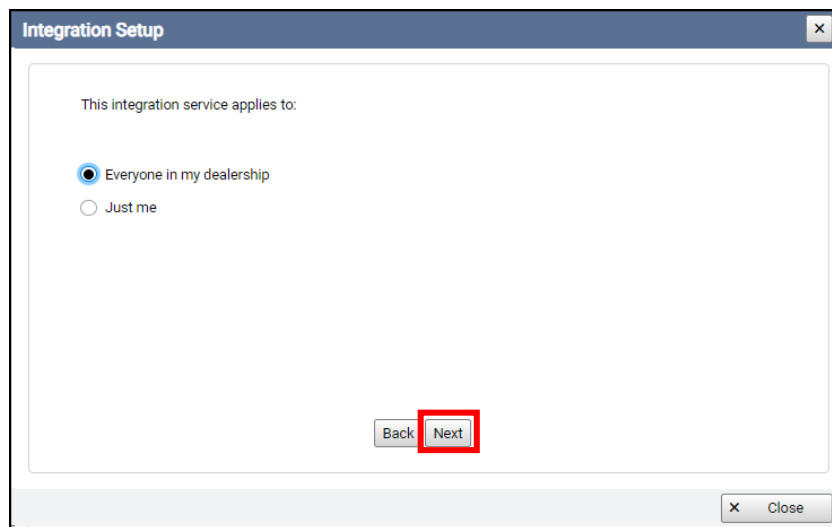 Integration Setup
This integration service applies to:
Everyone in my dealership
Just me
Back Next
Close